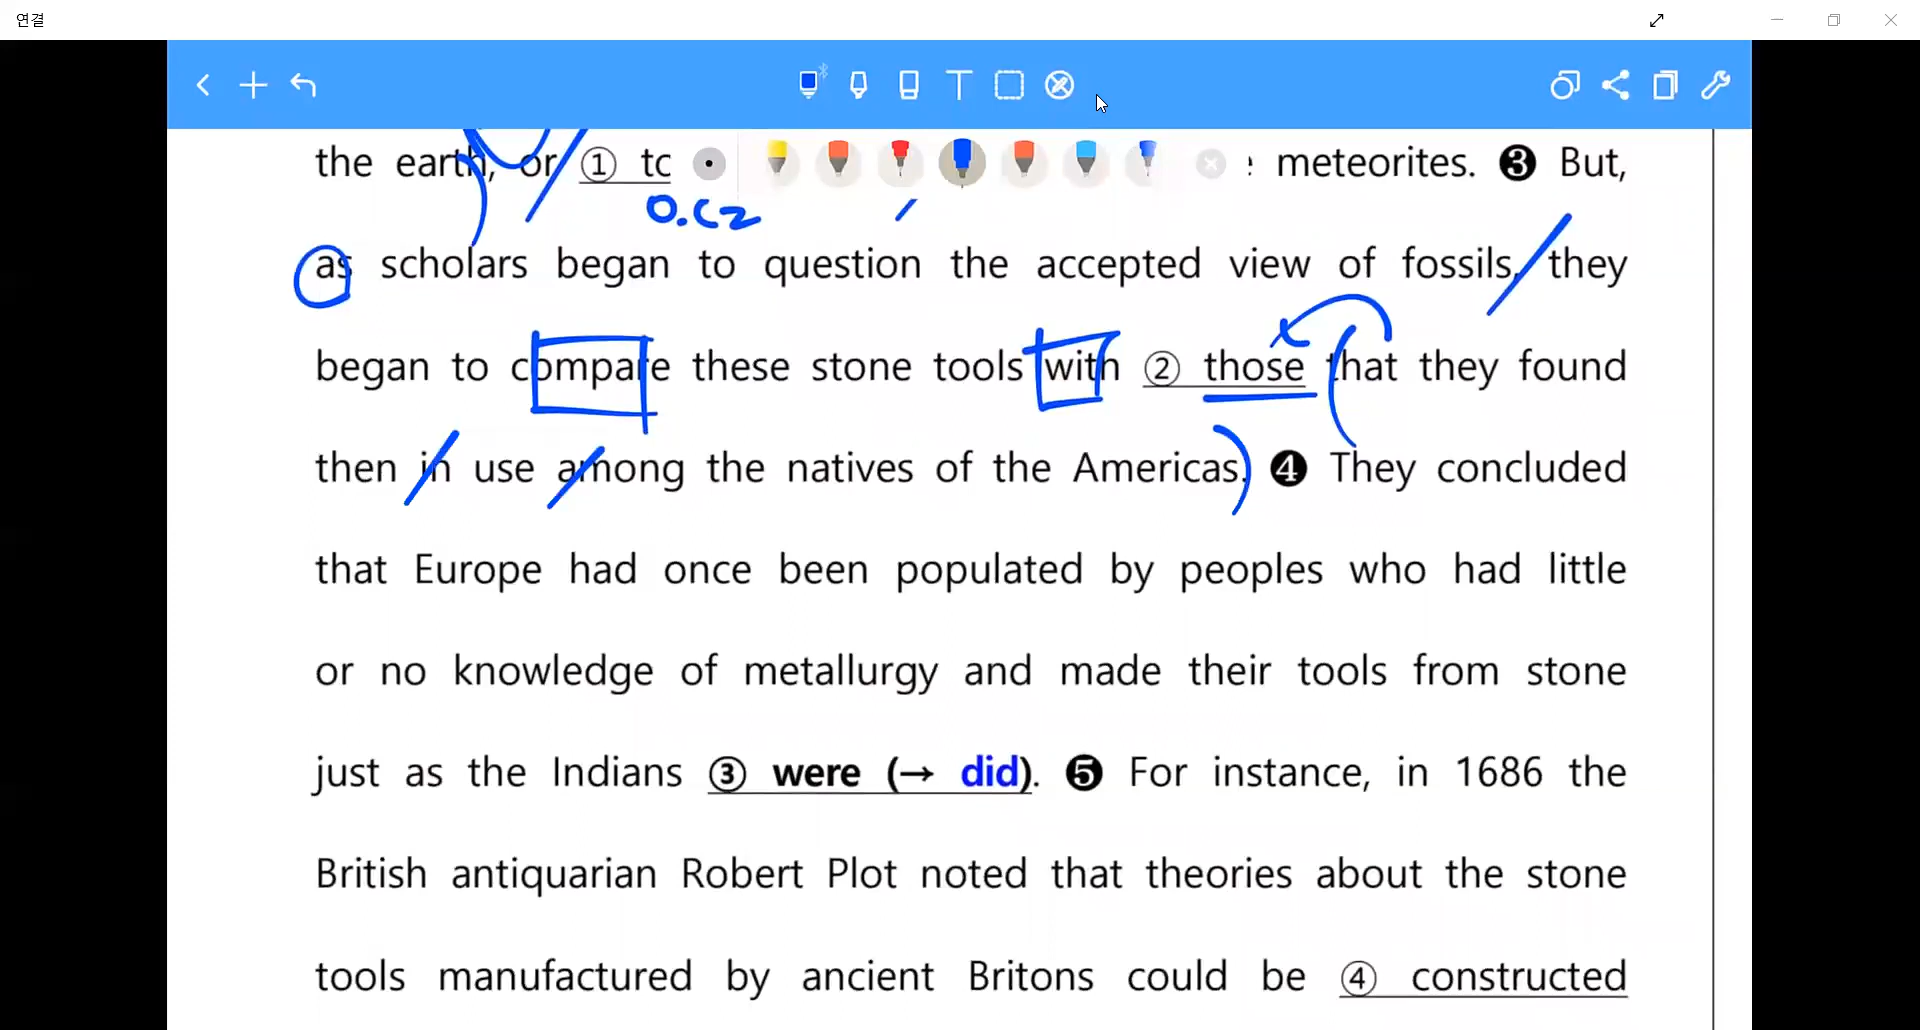 연결
the earth, or ① to meteorites. ❸ But,
o.c2
as scholars began to question the accepted view of fossils, they
began to compare these stone tools with ② those that they found
then in use among the natives of the Americas. ❹ They concluded
that Europe had once been populated by peoples who had little
or no knowledge of metallurgy and made their tools from stone
just as the Indians ③ were (→ did). ❺ For instance, in 1686 the
British antiquarian Robert Plot noted that theories about the stone
tools manufactured by ancient Britons could be ④ constructed